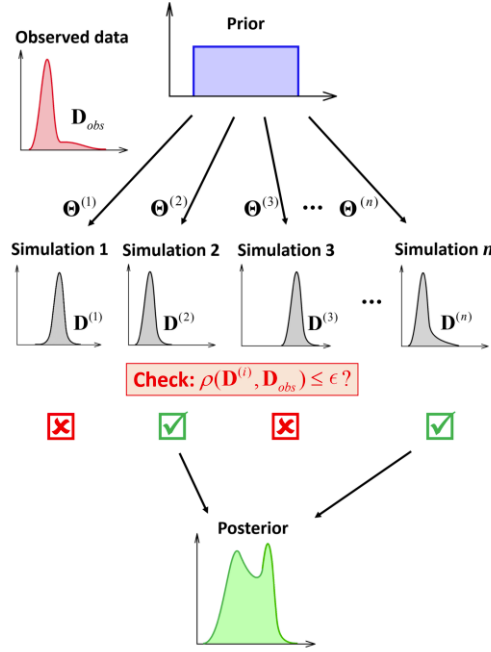 Observed data
Prior
D_obs
Θ^(1)
Θ^(2)
Θ^(3)
...
Θ^(n)
Simulation 1
Simulation 2
Simulation 3
Simulation n
D^(1)
D^(2)
D^(3)
...
D^(n)
Check: ρ(D^(i), D_obs) ≤ ϵ ?
Posterior